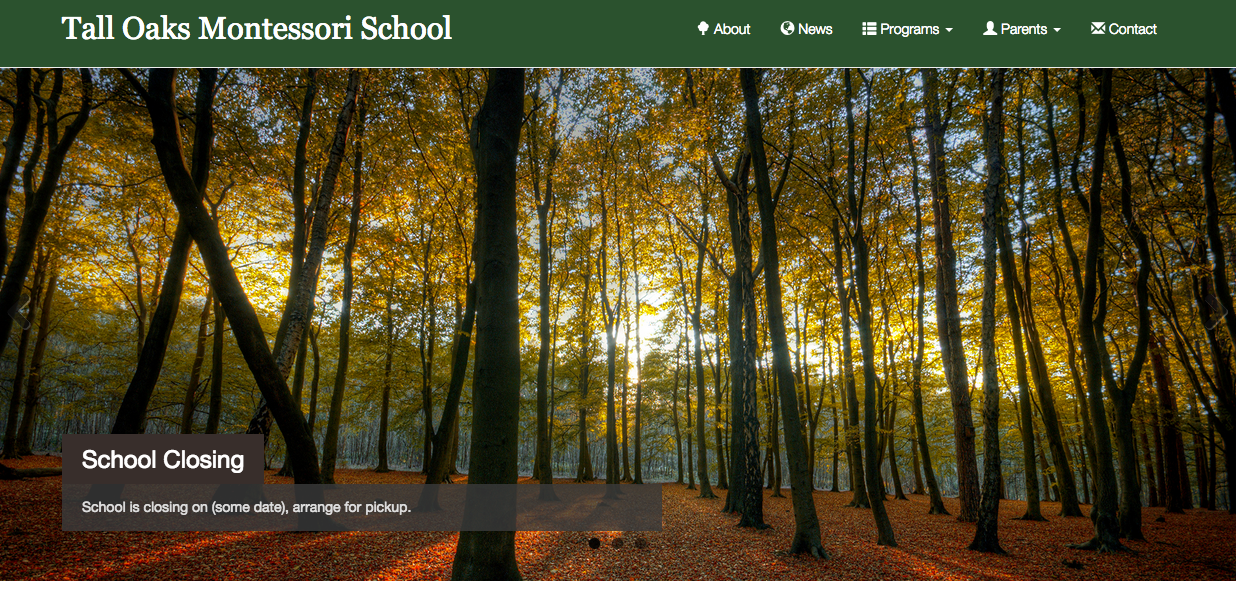 Tall Oaks Montessori School
About News Programs Parents Contact
School Closing
School is closing on (some date), arrange for pickup.